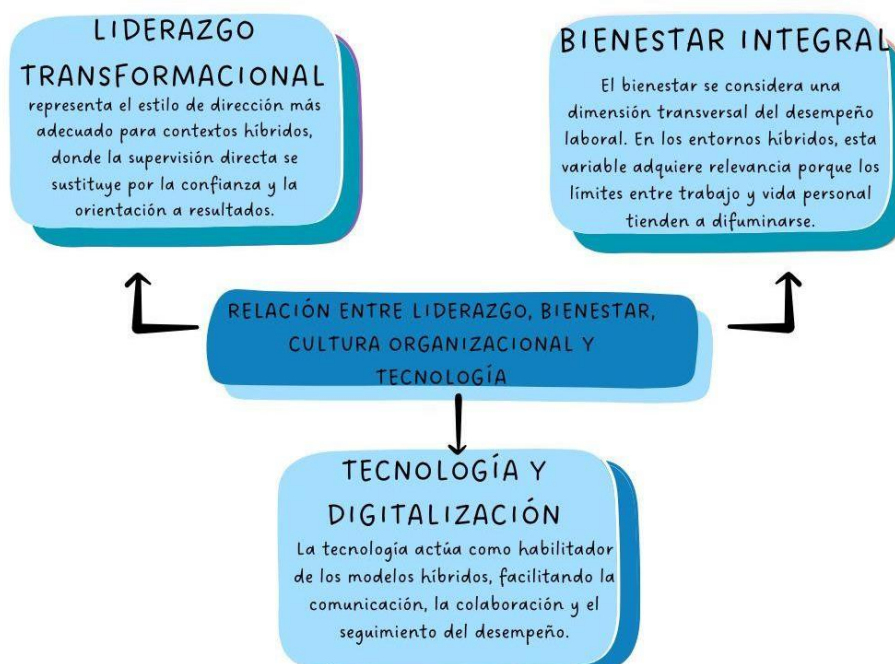 LIDERAZGO
TRANSFORMACIONAL
representa el estilo de dirección más
adecuado para contextos híbridos,
donde la supervisión directa se
sustituye por la confianza y la
orientación a resultados.
BIENESTAR INTEGRAL
El bienestar se considera una
dimensión transversal del desempeño
laboral. En los entornos híbridos, esta
variable adquiere relevancia porque los
límites entre trabajo y vida personal
tienden a difuminarse.
RELACIÓN ENTRE LIDERAZGO, BIENESTAR,
CULTURA ORGANIZACIONAL Y
TECNOLOGÍA
TECNOLOGÍA Y
DIGITALIZACIÓN
La tecnología actúa como habilitador
de los modelos híbridos, facilitando la
comunicación, la colaboración y el
seguimiento del desempeño.